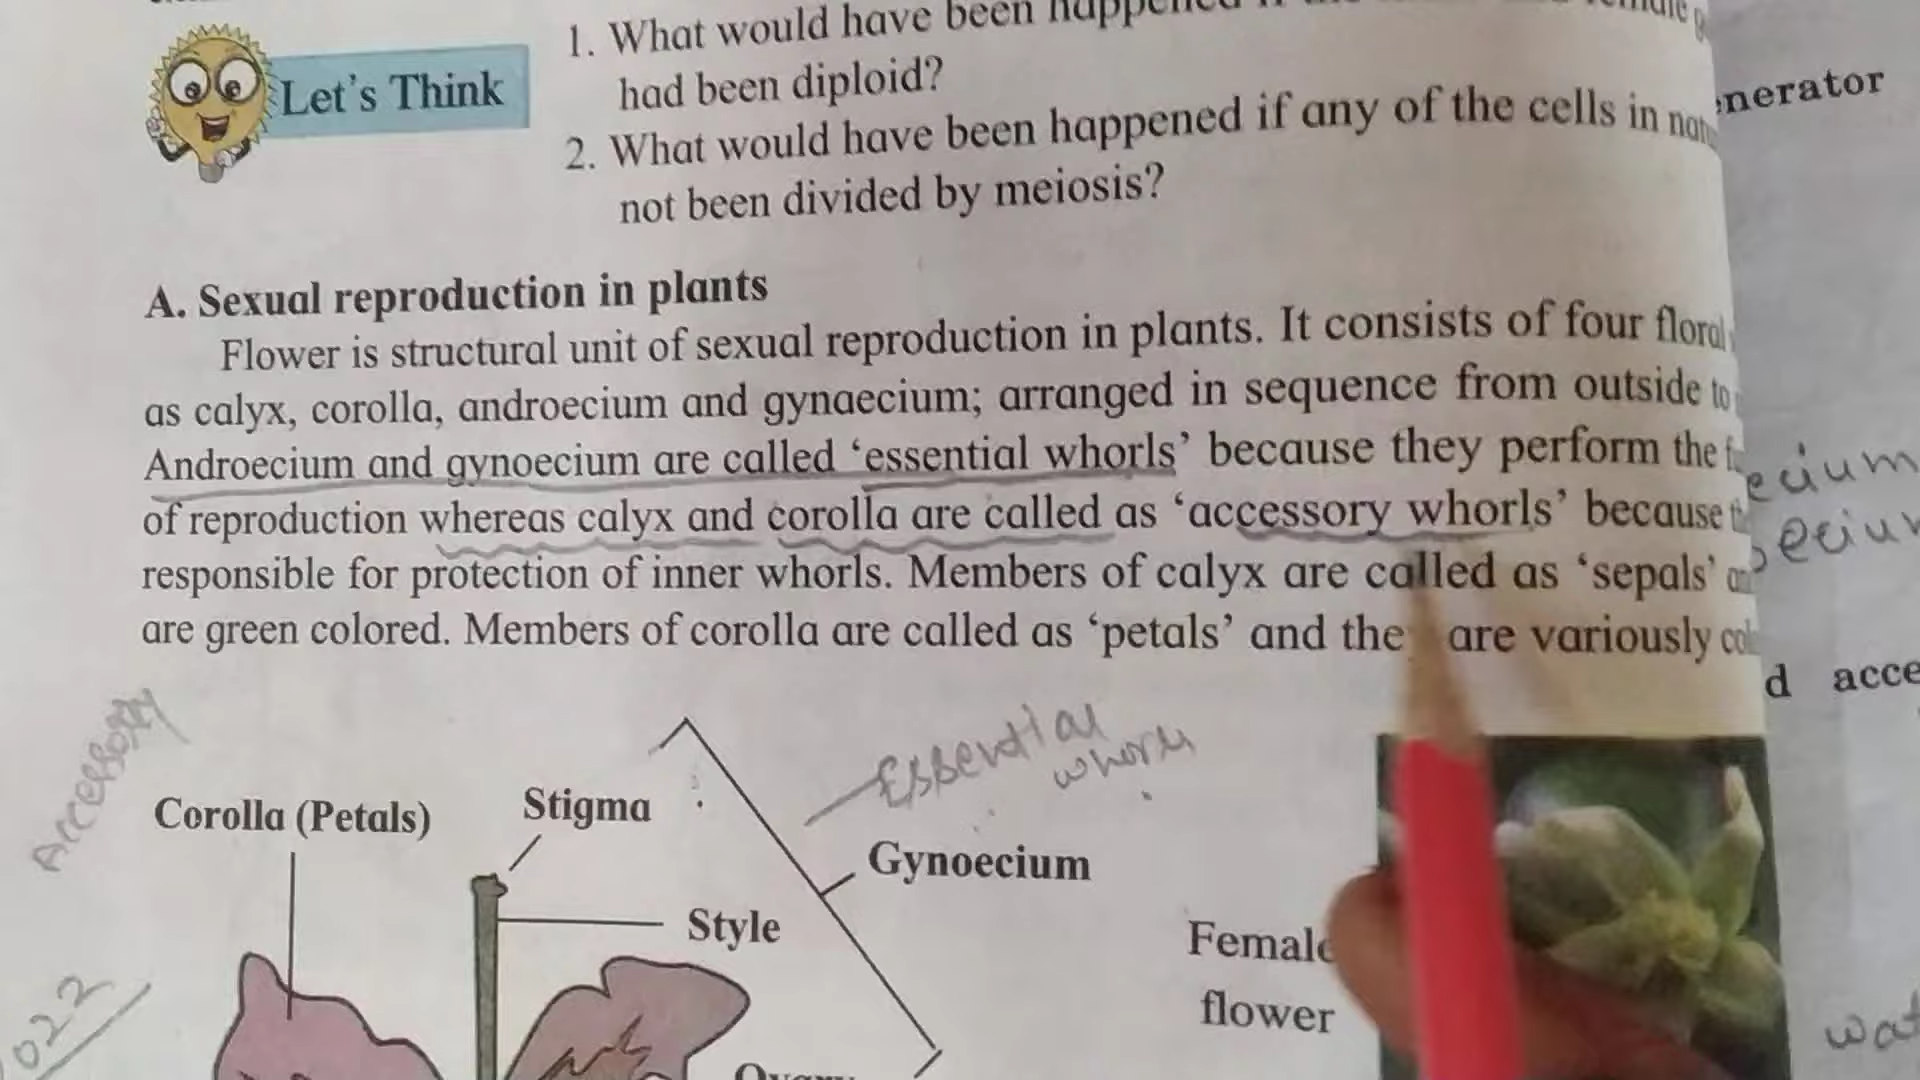 Let's Think
1. What would have been happened if the
had been diploid?
2. What would have been happened if any of the cells in
not been divided by meiosis?
A. Sexual reproduction in plants
Flower is structural unit of sexual reproduction in plants. It consists of four floral
as calyx, corolla, androecium and gynaecium; arranged in sequence from outside to
Androecium and gynoecium are called ‘essential whorls’ because they perform the
of reproduction whereas calyx and corolla are called as ‘accessory whorls’ because
responsible for protection of inner whorls. Members of calyx are called as ‘sepals’
are green colored. Members of corolla are called as ‘petals’ and the are variously
Accessory
Essential
whorls
Corolla (Petals)
Stigma
Gynoecium
Style
Female
flower